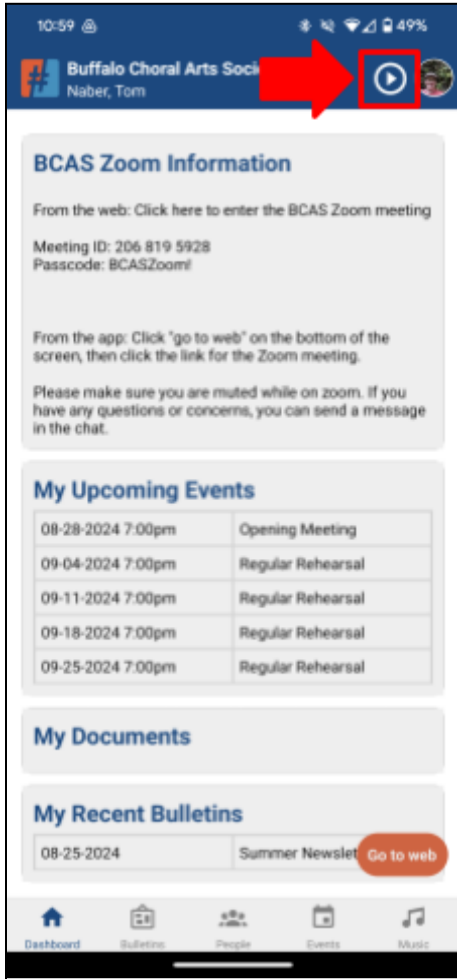 10:59 49%
Buffalo Choral Arts
Naber, Tom
BCAS Zoom Information
From the web: Click here to enter the BCAS Zoom meeting
Meeting ID: 206 819 5928
Passcode: BCASZoom!
From the app: Click "go to web" on the bottom of the
screen, then click the link for the Zoom meeting.
Please make sure you are muted while on zoom. If you
have any questions or concerns, you can send a message
in the chat.
My Upcoming Events
08-28-2024 7:00pm Opening Meeting
09-04-2024 7:00pm Regular Rehearsal
09-11-2024 7:00pm Regular Rehearsal
09-18-2024 7:00pm Regular Rehearsal
09-25-2024 7:00pm Regular Rehearsal
My Documents
My Recent Bulletins
08-25-2024 Summer Newslet Go to web
Dashboard Bulletins People Events Music